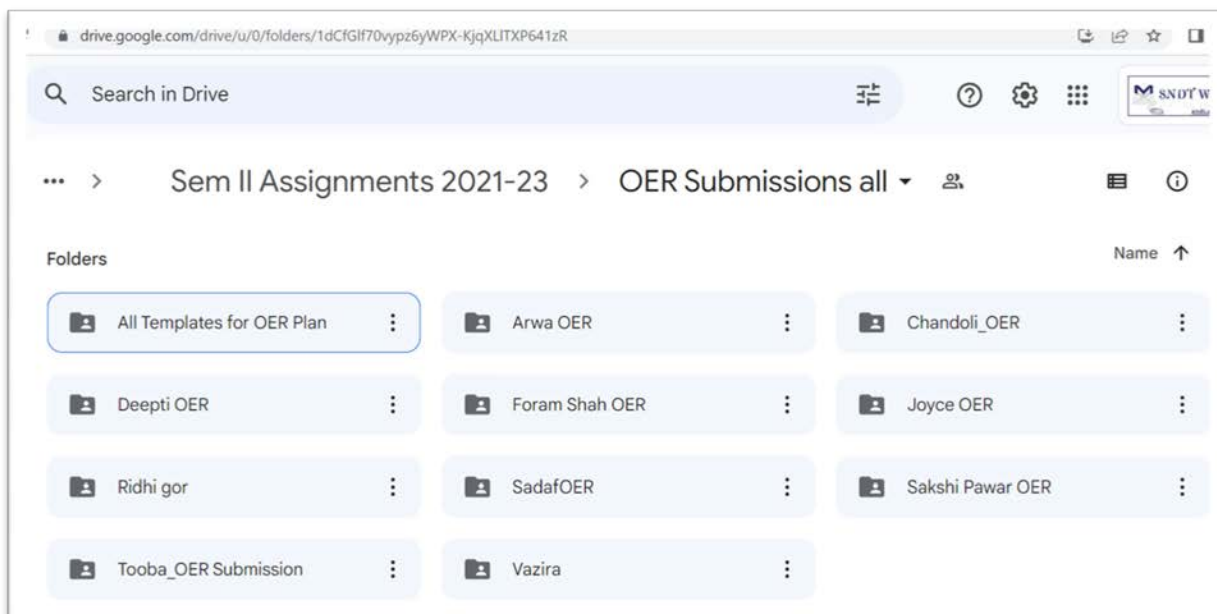 drive.google.com/drive/u/0/folders/1dCfGlf70vypz6yWPX-KjqXLlTXP641zR
Search in Drive
M SNDT W
... > Sem II Assignments 2021-23 > OER Submissions all
Folders
Name
All Templates for OER Plan
Arwa OER
Chandoli_OER
Deepti OER
Foram Shah OER
Joyce OER
Ridhi gor
SadafOER
Sakshi Pawar OER
Tooba_OER Submission
Vazira